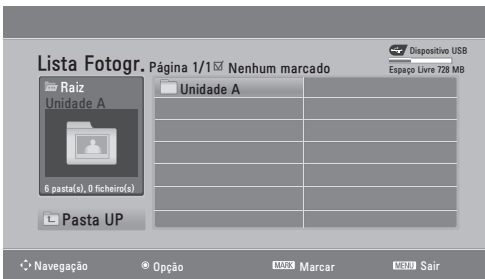 Lista Fotogr. Página 1/1 ☑ Nenhum marcado
Dispositivo USB
Espaço Livre 728 MB
Raiz
Unidade A
6 pasta(s), 0 ficheiro(s)
Pasta UP
Unidade A
Navegação
Opção
MARK Marcar
MENU Sair